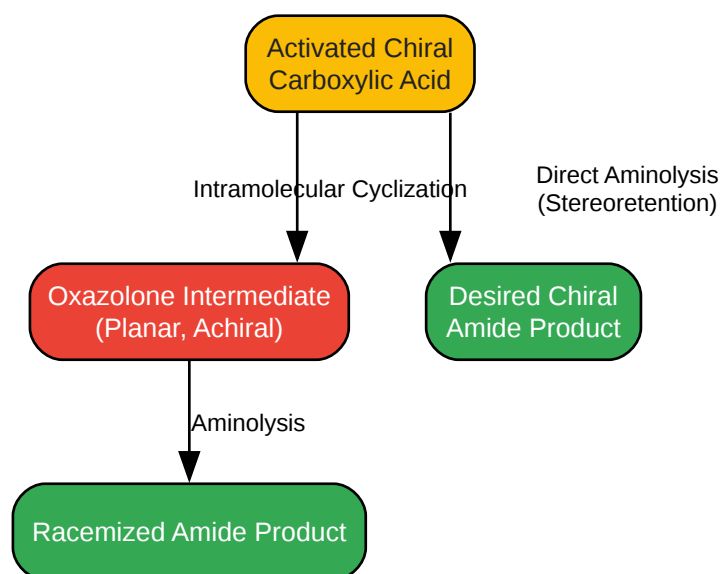 Activated Chiral
Carboxylic Acid
Intramolecular Cyclization
Direct Aminolysis
(Stereoretention)
Oxazolone Intermediate
(Planar, Achiral)
Desired Chiral
Amide Product
Aminolysis
Racemized Amide Product